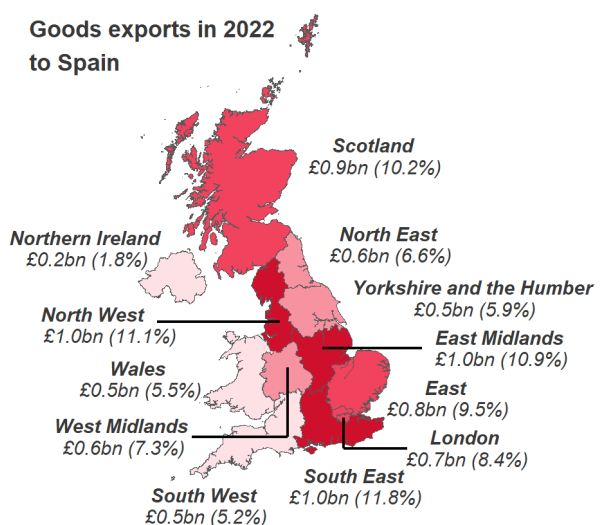 Goods exports in 2022
to Spain
Scotland
£0.9bn (10.2%)
Northern Ireland
£0.2bn (1.8%)
North East
£0.6bn (6.6%)
Yorkshire and the Humber
£0.5bn (5.9%)
North West
£1.0bn (11.1%)
East Midlands
£1.0bn (10.9%)
Wales
£0.5bn (5.5%)
East
£0.8bn (9.5%)
West Midlands
£0.6bn (7.3%)
London
£0.7bn (8.4%)
South East
£1.0bn (11.8%)
South West
£0.5bn (5.2%)